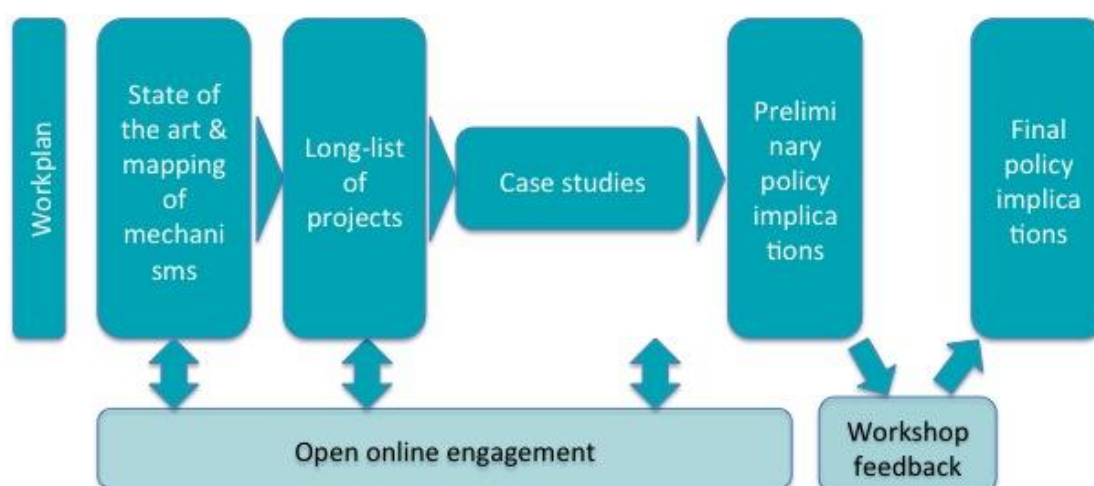 Workplan
State of
the art &
mapping
of
mechani
sms
Long-list
of
projects
Case studies
Prelimi
nary
policy
implica
tions
Final
policy
implica
tions
Open online engagement
Workshop
feedback